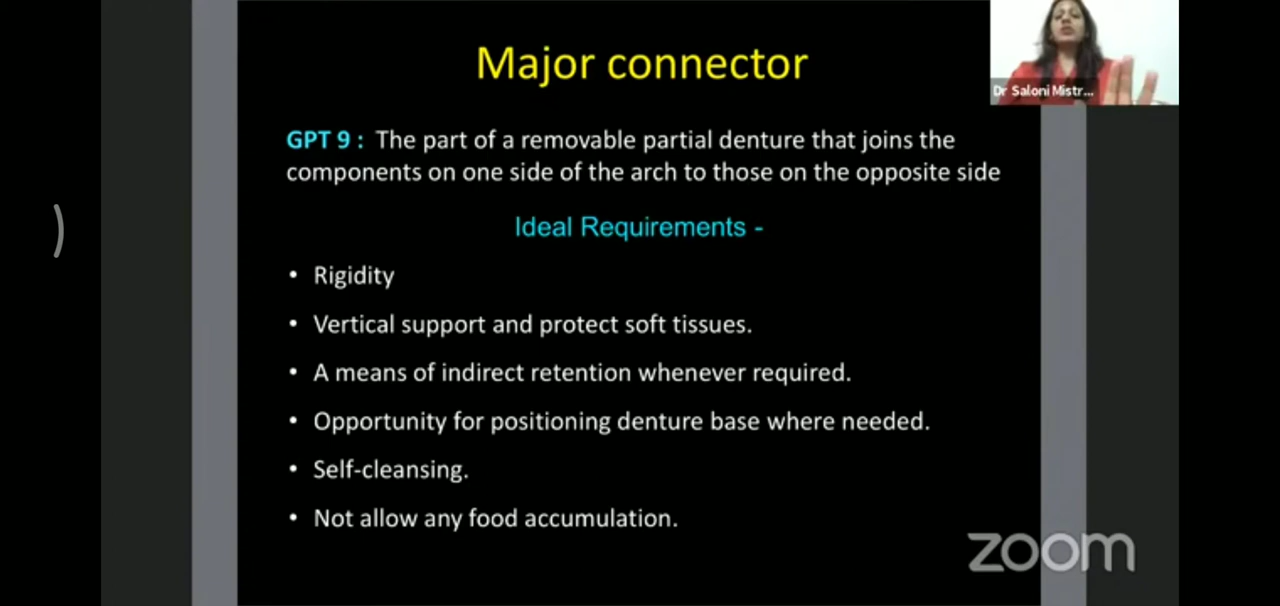 Major connector
Dr Saloni Mistr...
GPT 9 : The part of a removable partial denture that joins the
components on one side of the arch to those on the opposite side
Ideal Requirements -
• Rigidity
• Vertical support and protect soft tissues.
• A means of indirect retention whenever required.
• Opportunity for positioning denture base where needed.
• Self-cleansing.
• Not allow any food accumulation.
zoom